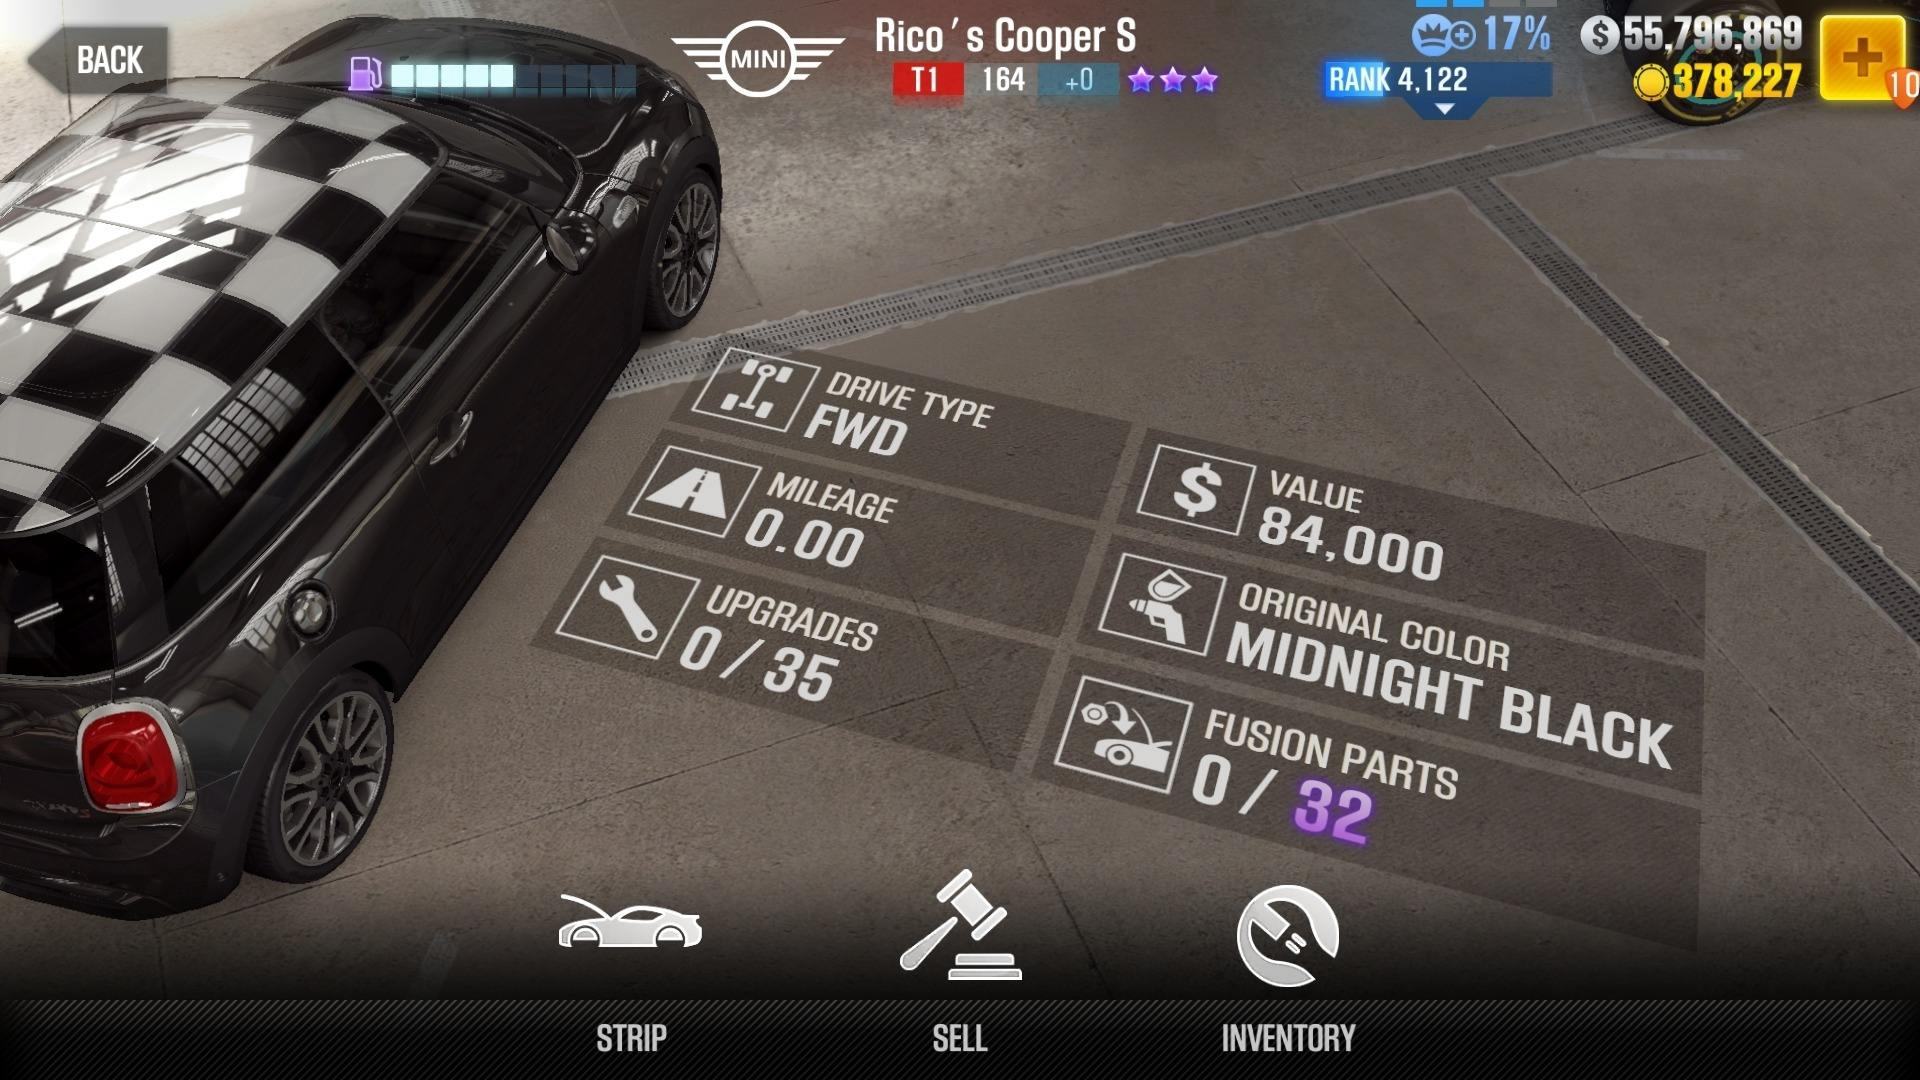 BACK
MINI
Rico's Cooper S
T1 164 +0
17%
RANK 4,122
55,796,869
378,227
10
DRIVE TYPE
FWD
MILEAGE
0.00
UPGRADES
0 / 35
VALUE
84,000
ORIGINAL COLOR
MIDNIGHT BLACK
FUSION PARTS
0 / 32
STRIP
SELL
INVENTORY